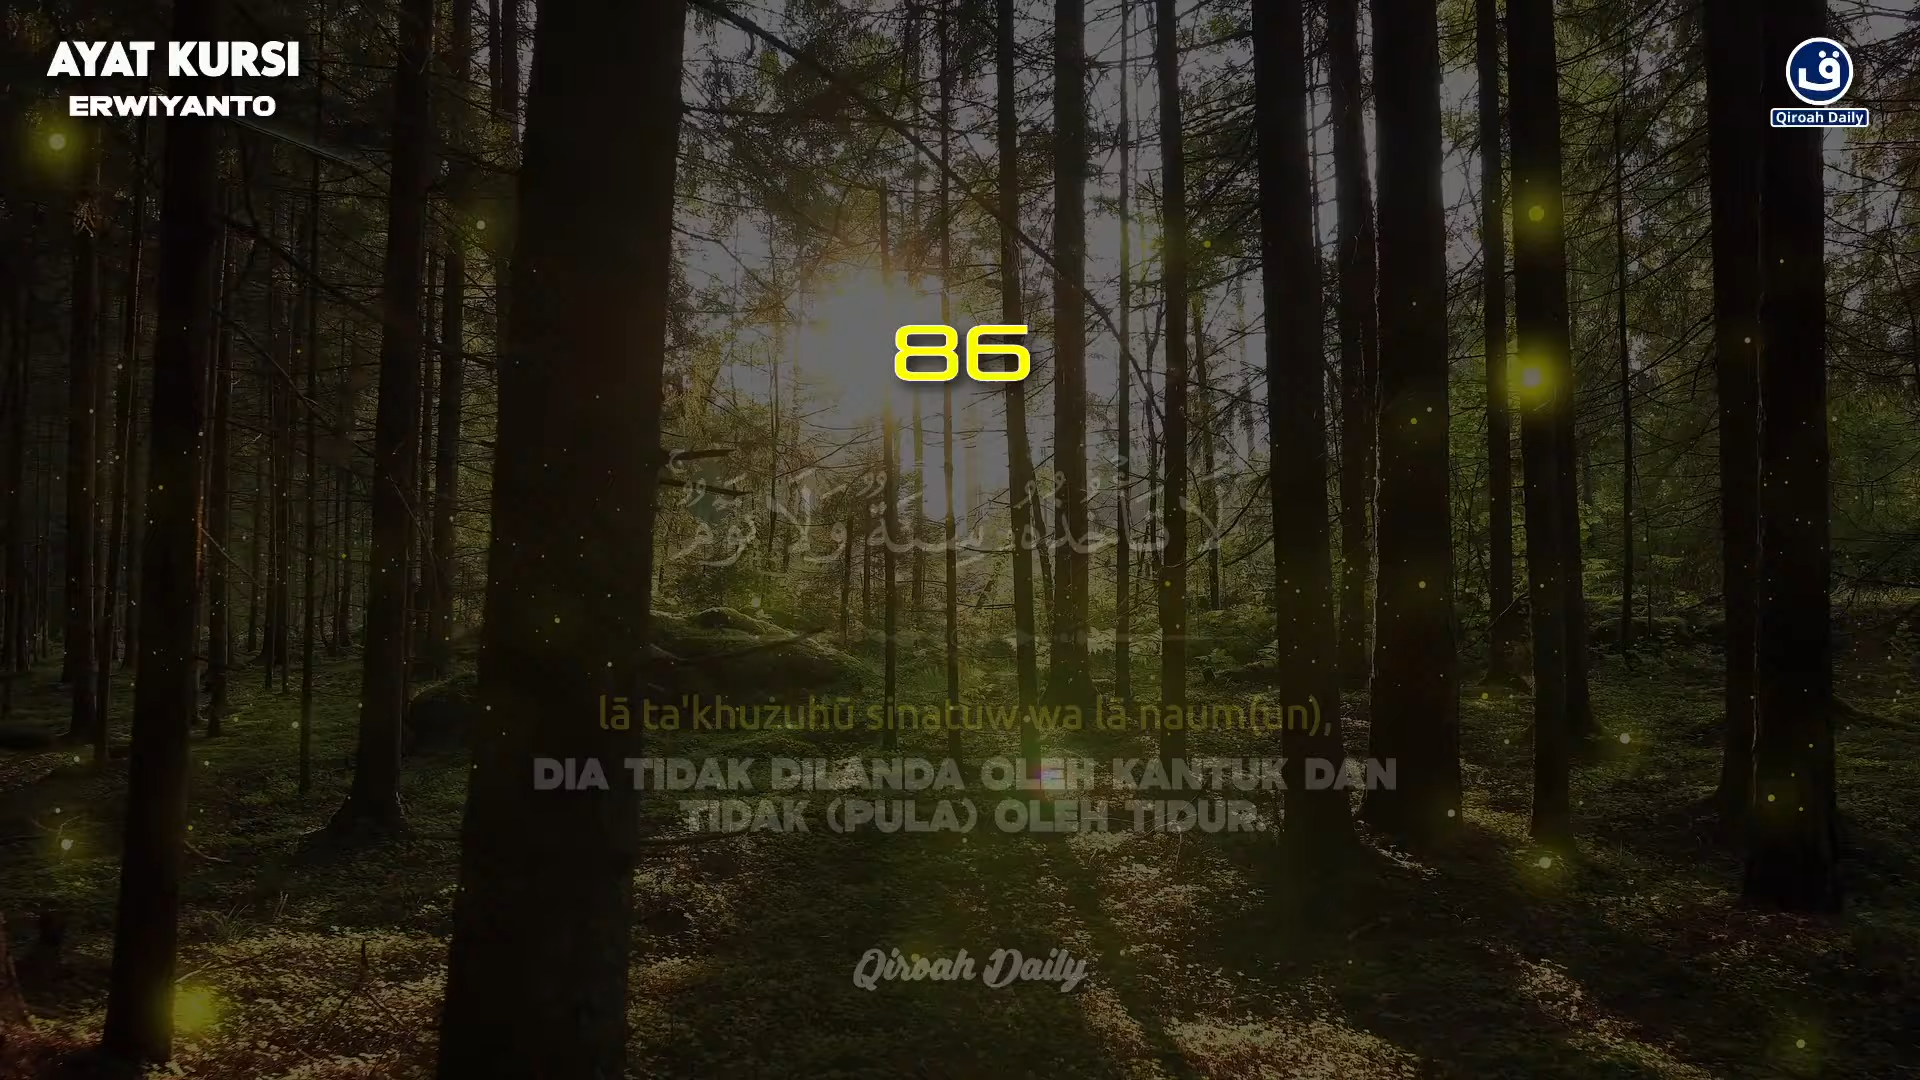 AYAT KURSI
ERWIYANTO
ق
Qiroah Daily
86
لَا تَأْخُذُهُ سِنَةٌ وَلَا نَوْمٌ
lā ta'khużuhū sinatuw wa lā naum(un),
DIA TIDAK DILANDA OLEH KANTUK DAN
TIDAK (PULA) OLEH TIDUR.
Qiroah Daily